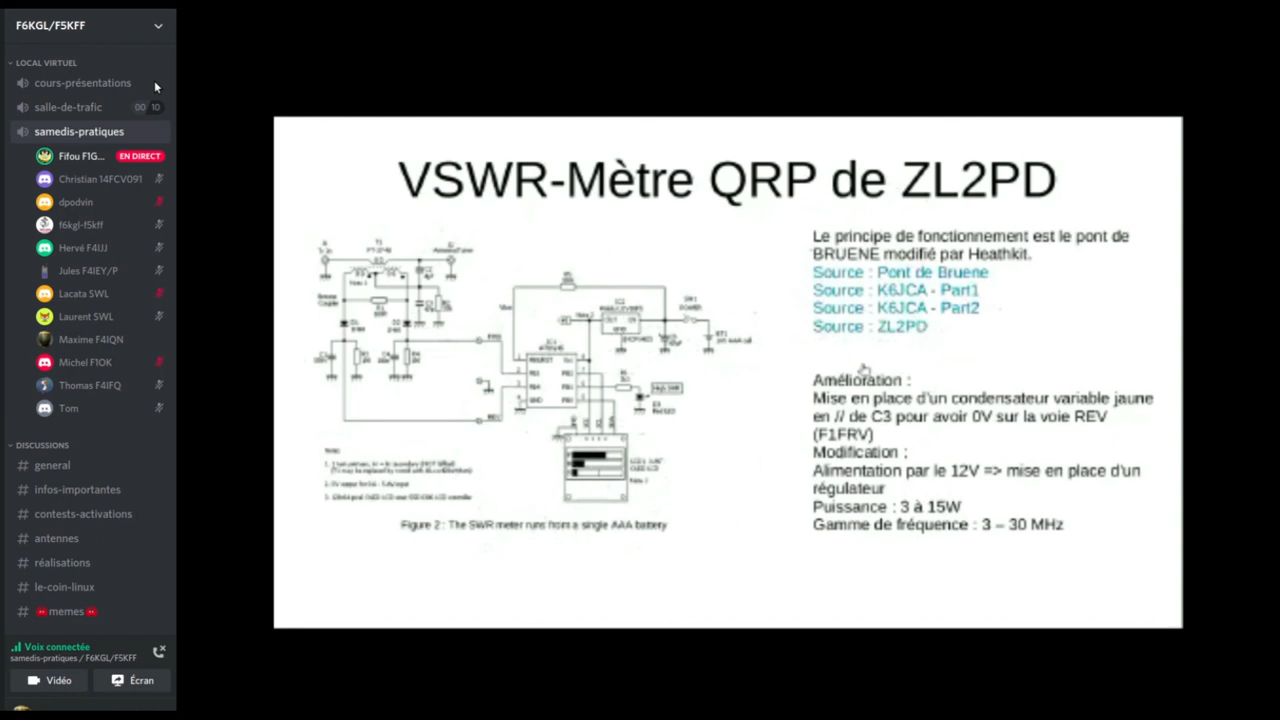 F6KGL/F5KFF
LOCAL VIRTUEL
cours-présentations
salle-de-trafic 00 10
samedis-pratiques
Fifou F1G... EN DIRECT
Christian 14FCV091
dpodvin
f6kgl-f5kff
Hervé F4IJJ
Jules F4IEY/P
Lacata SWL
Laurent SWL
Maxime F4IQN
Michel F1OK
Thomas F4IFQ
Tom
DISCUSSIONS
general
infos-importantes
contests-activations
antennes
réalisations
le-coin-linux
memes
Voix connectée
samedis-pratiques / F6KGL/F5KFF
Vidéo
Écran
VSWR-Mètre QRP de ZL2PD
Figure 2 : The SWR meter runs from a single AAA battery
Le principe de fonctionnement est le pont de
BRUENE modifié par Heathkit.
Source : Pont de Bruene
Source : K6JCA - Part1
Source : K6JCA - Part2
Source : ZL2PD
Amélioration :
Mise en place d'un condensateur variable jaune
en // de C3 pour avoir 0V sur la voie REV
(F1FRV)
Modification :
Alimentation par le 12V => mise en place d'un
régulateur
Puissance : 3 à 15W
Gamme de fréquence : 3 – 30 MHz